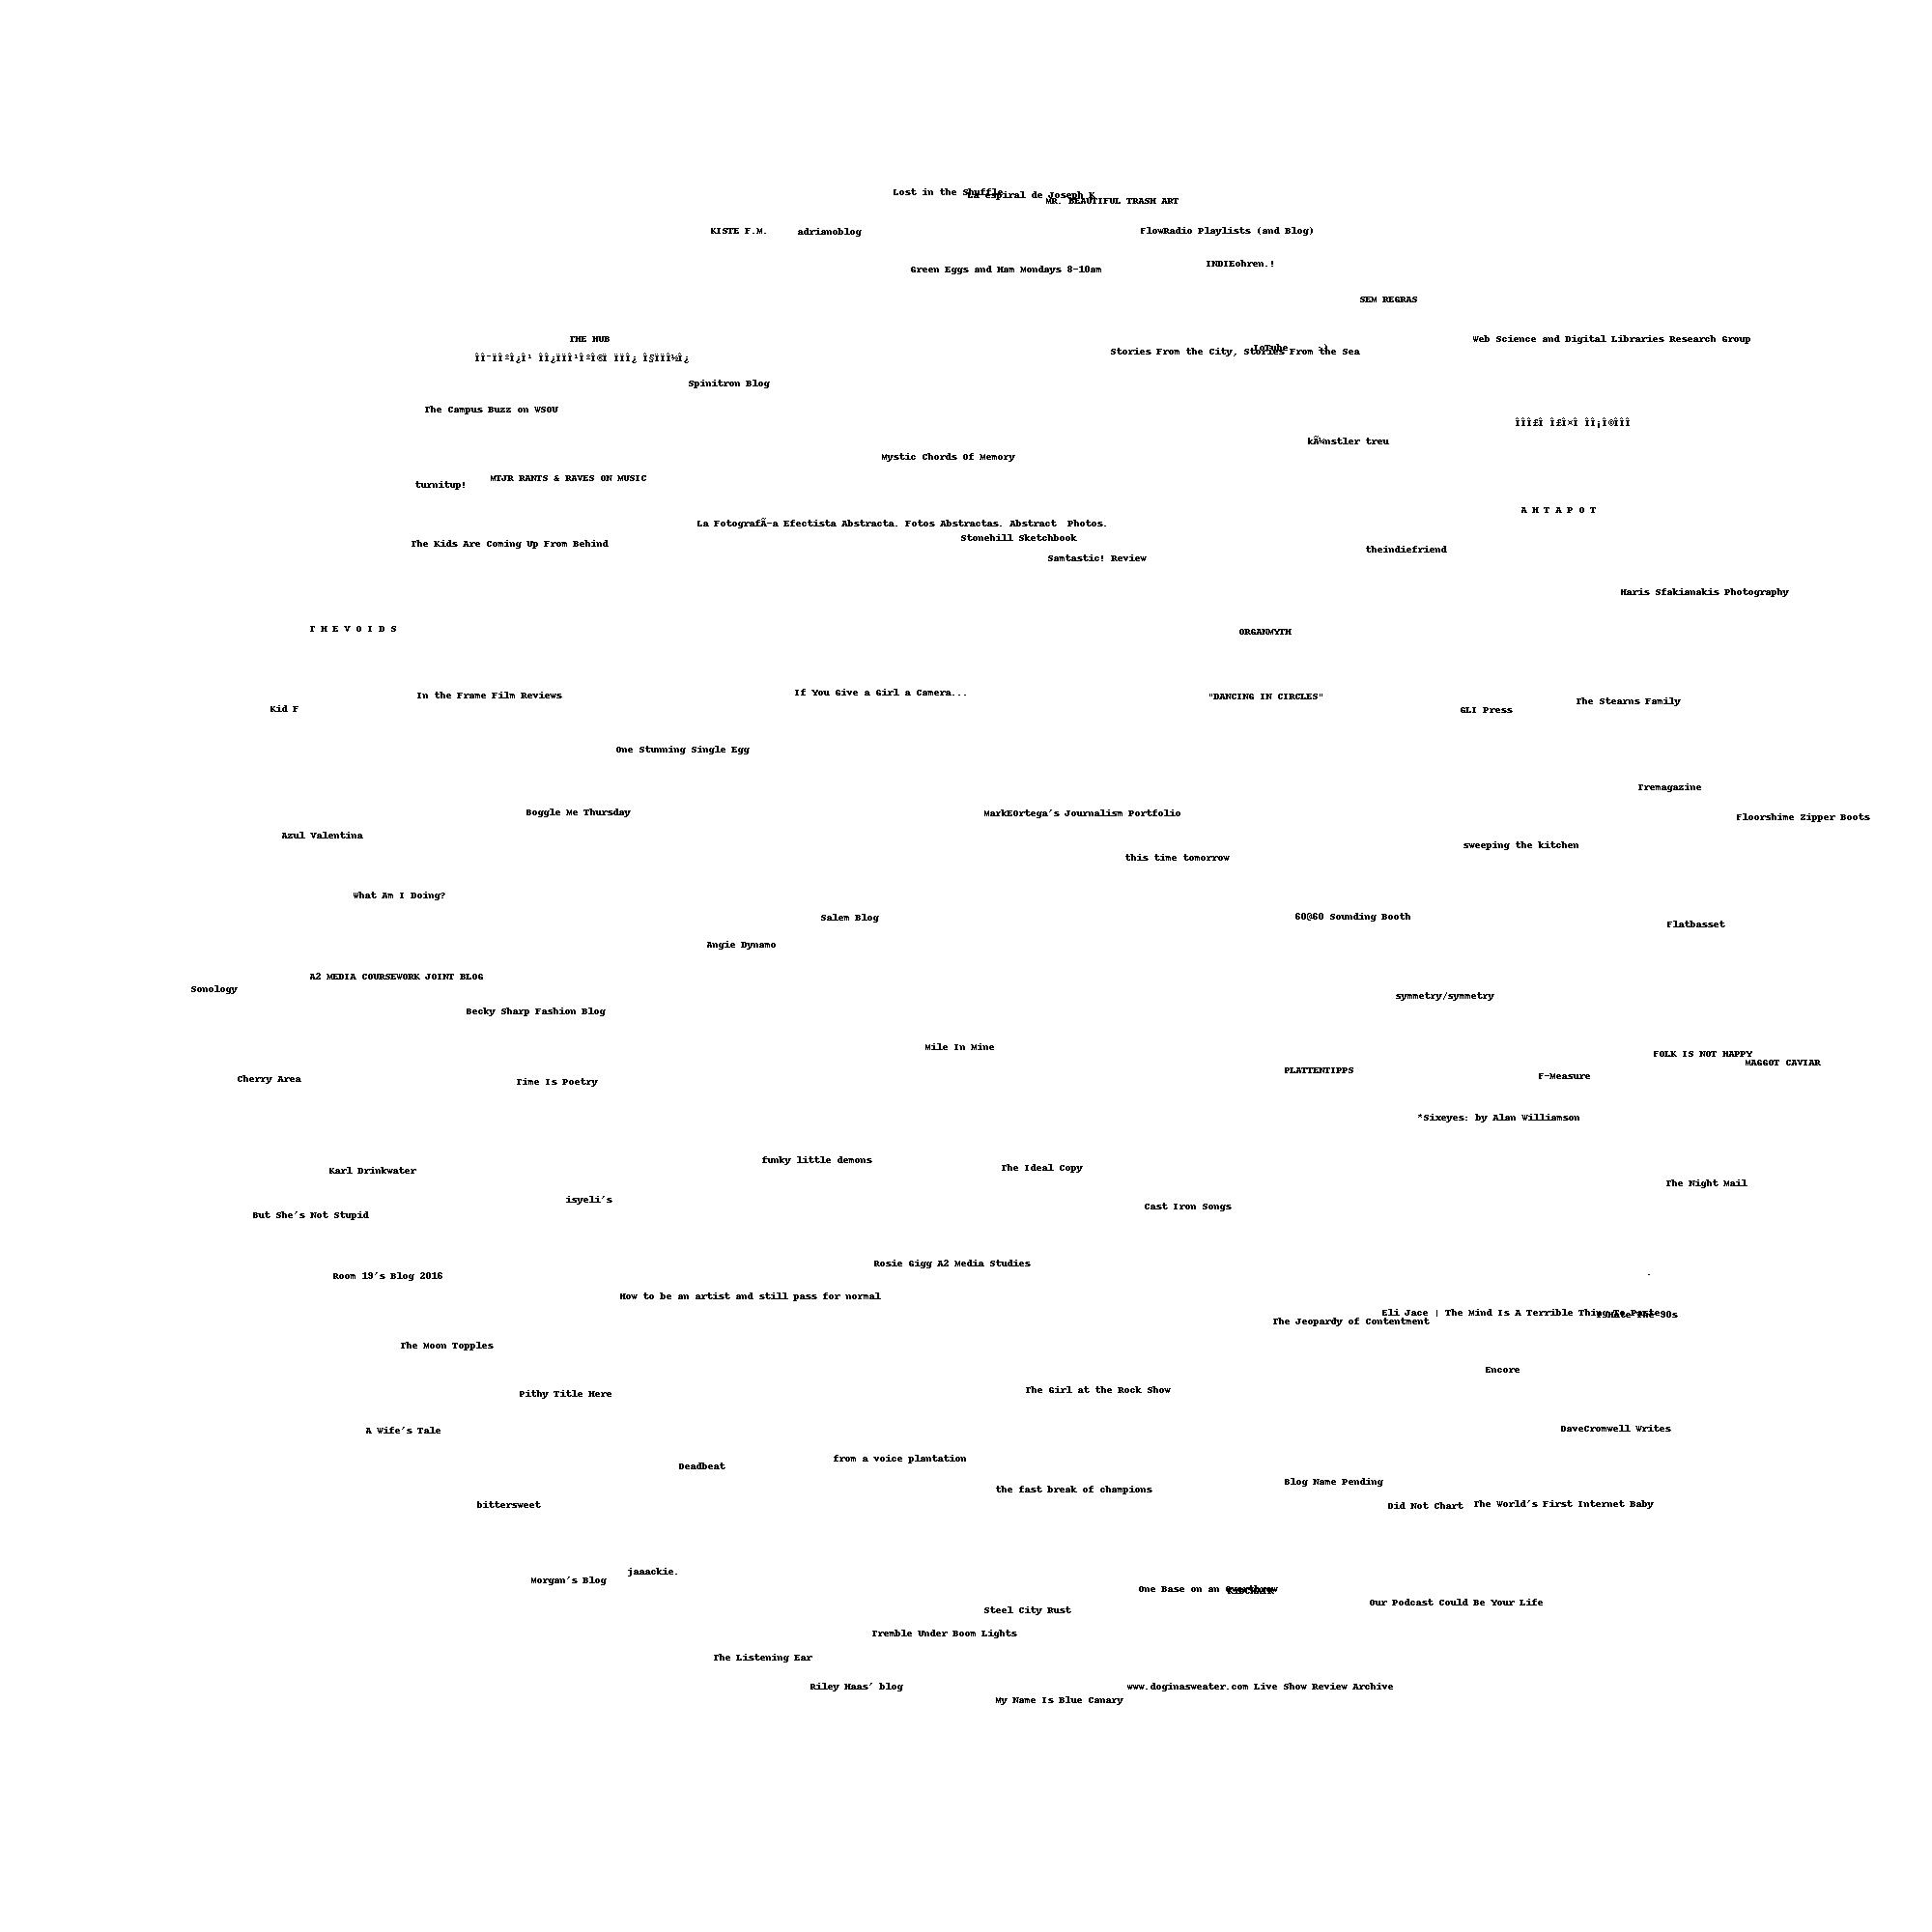 Lost in the Shuffle
La espiral de Joseph K
MR. BEAUTIFUL TRASH ART
KISTE F.M.
adrianoblog
FlowRadio Playlists (and Blog)
INDIEohren.!
Green Eggs and Ham Mondays 8-10am
SEM REGRAS
THE HUB
Web Science and Digital Libraries Research Group
IoTube :)
Stories From the City, Stories From the Sea
Spinitron Blog
The Campus Buzz on WSOU
kÃ¼nstler treu
Mystic Chords Of Memory
MTJR RANTS & RAVES ON MUSIC
turnitup!
A H T A P O T
La FotografÃ­a Efectista Abstracta. Fotos Abstractas. Abstract Photos.
Stonehill Sketchbook
The Kids Are Coming Up From Behind
theindiefriend
Samtastic! Review
Haris Sfakianakis Photography
T H E V O I D S
ORGANMYTH
If You Give a Girl a Camera...
In the Frame Film Reviews
"DANCING IN CIRCLES"
The Stearns Family
Kid F
GLI Press
One Stunning Single Egg
Tremagazine
Boggle Me Thursday
MarkEOrtega's Journalism Portfolio
Floorshime Zipper Boots
Azul Valentina
sweeping the kitchen
this time tomorrow
What Am I Doing?
Salem Blog
60@60 Sounding Booth
Flatbasset
Angie Dynamo
A2 MEDIA COURSEWORK JOINT BLOG
Sonology
symmetry/symmetry
Becky Sharp Fashion Blog
Mile In Mine
FOLK IS NOT HAPPY
MAGGOT CAVIAR
PLATTENTIPPS
F-Measure
Cherry Area
Time Is Poetry
*Sixeyes: by Alan Williamson
funky little demons
The Ideal Copy
Karl Drinkwater
The Night Mail
isyeli's
Cast Iron Songs
But She's Not Stupid
Rosie Gigg A2 Media Studies
Room 19's Blog 2016
.
How to be an artist and still pass for normal
Eli Jace | The Mind Is A Terrible Thing To Paste
I Hate The 90s
The Jeopardy of Contentment
The Moon Topples
Encore
The Girl at the Rock Show
Pithy Title Here
DaveCromwell Writes
A Wife's Tale
from a voice plantation
Deadbeat
Blog Name Pending
the fast break of champions
bittersweet
Did Not Chart
The World's First Internet Baby
jaaackie.
Morgan's Blog
One Base on an Overthrow
Our Podcast Could Be Your Life
Steel City Rust
Tremble Under Boom Lights
The Listening Ear
Riley Haas' blog
www.doginasweater.com Live Show Review Archive
My Name Is Blue Canary